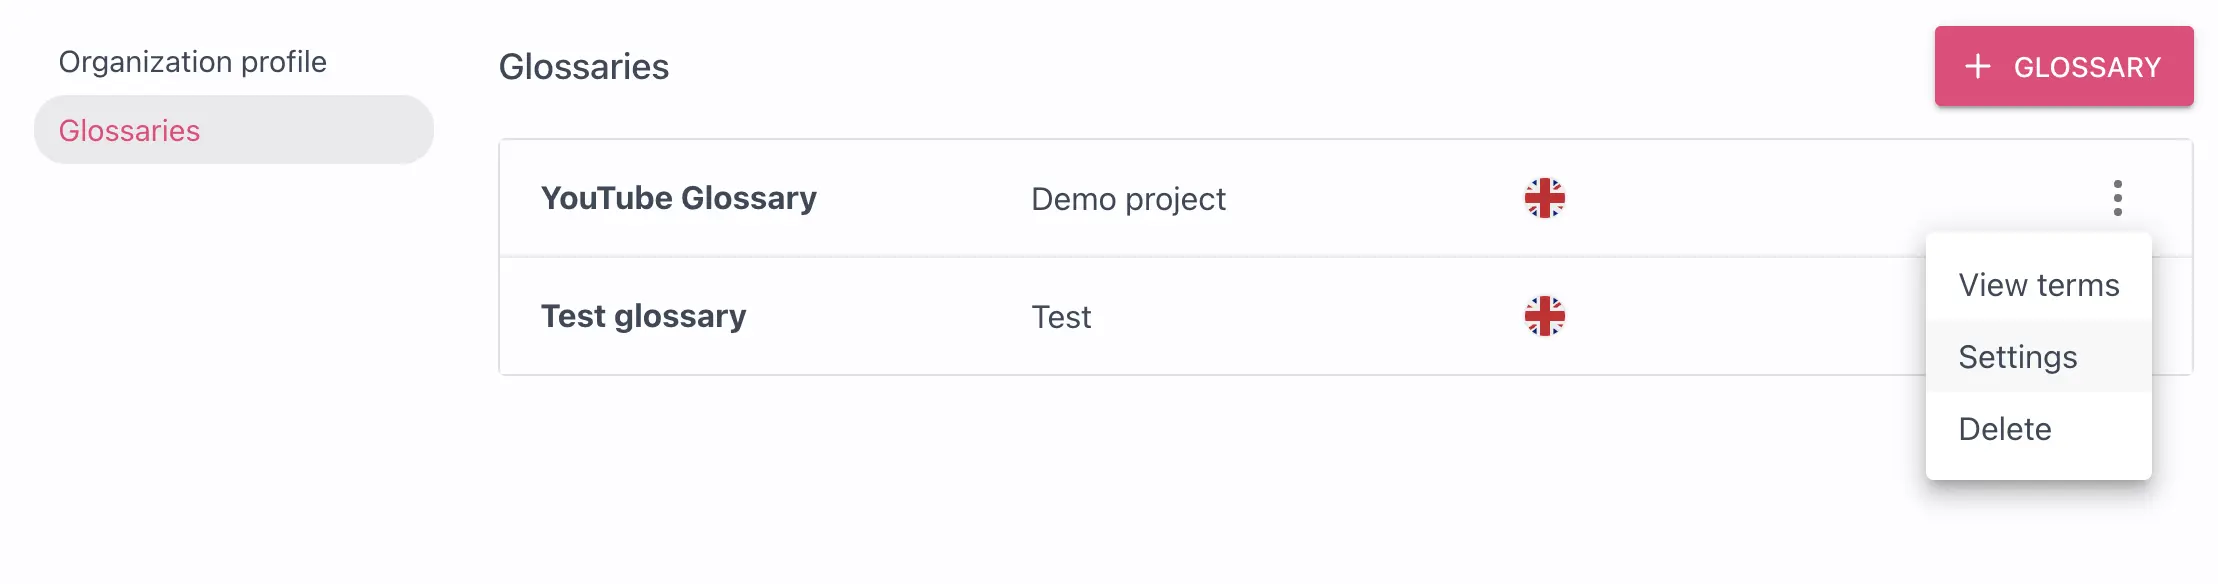 Organization profile
Glossaries
Glossaries
+ GLOSSARY
YouTube Glossary
Demo project
Test glossary
Test
View terms
Settings
Delete